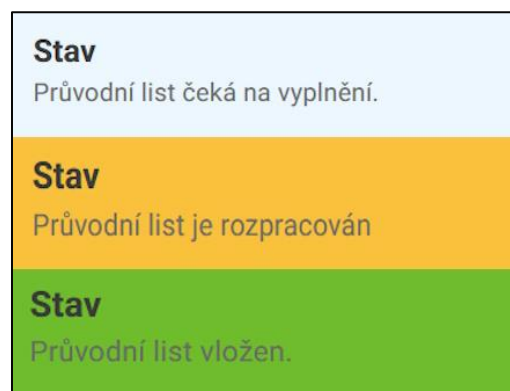 Stav
Průvodní list čeká na vyplnění.
Stav
Průvodní list je rozpracován
Stav
Průvodní list vložen.